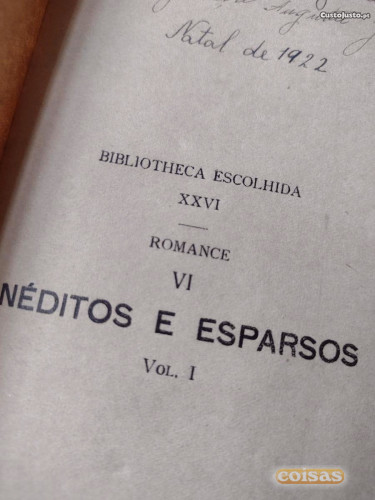 CustoJusto.pt
Natal de 1922
BIBLIOTHECA ESCOLHIDA
XXVI
ROMANCE
VI
NÉDITOS E ESPARSOS
VOL. I
coisas